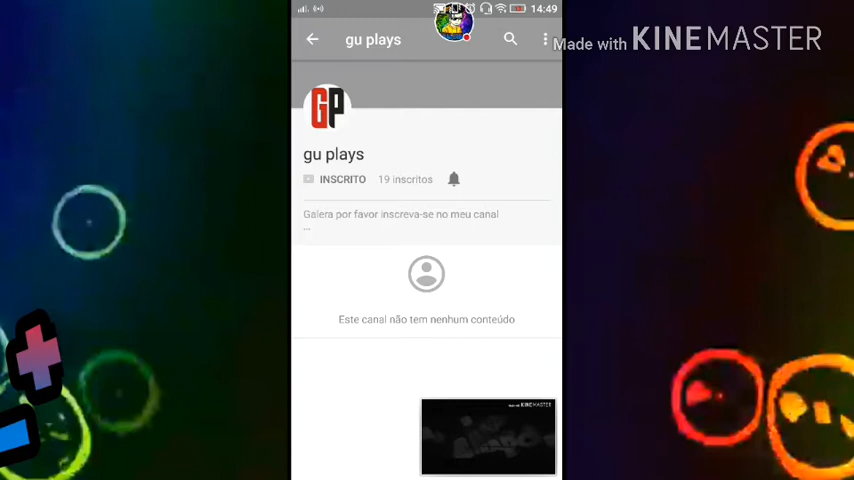 14:49
gu plays
Made with KINEMASTER
GP
gu plays
INSCRITO 19 inscritos
Galera por favor inscreva-se no meu canal
...
Este canal não tem nenhum conteúdo